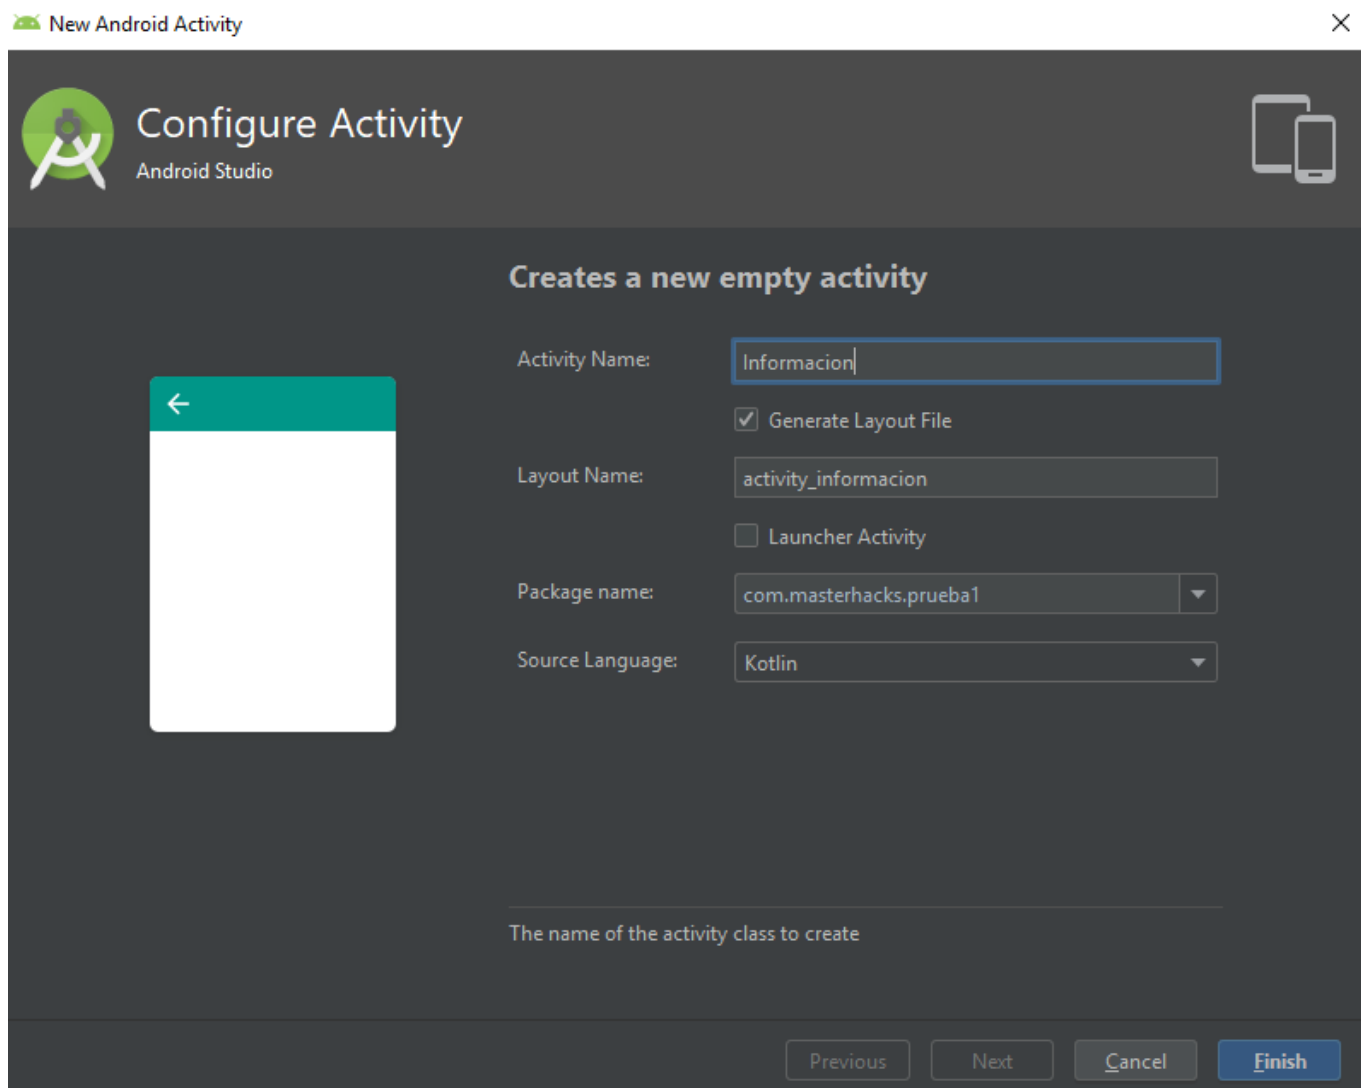 New Android Activity
Configure Activity
Android Studio
Creates a new empty activity
Activity Name:
Informacion
Generate Layout File
Layout Name:
activity_informacion
Launcher Activity
Package name:
com.masterhacks.prueba1
Source Language:
Kotlin
The name of the activity class to create
Previous
Next
Cancel
Finish